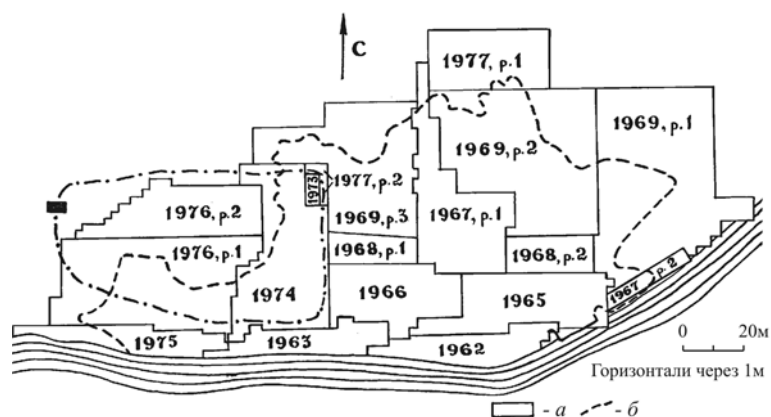 С
1977, р.1
1969, р.1
1969, р.2
1973
1977, р.2
1976, р.2
1969, р.3
1967, р.1
1976, р.1
1968, р.1
1968, р.2
1967 р.2
1974
1966
1965
1975
1963
1962
0 20м
Горизонтали через 1м
- а - б